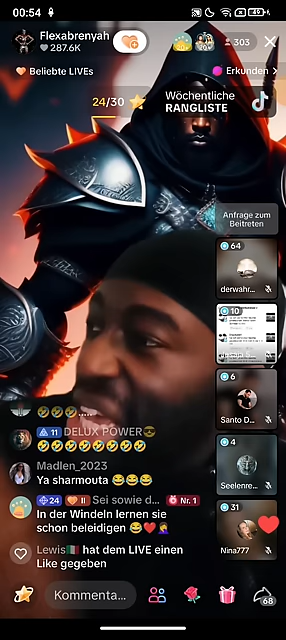 00:54
49
Flexabrenyah
287.6K
303
Beliebte LIVEs
Erkunden
24/30
Wöchentliche
RANGLISTE
Anfrage zum
Beitreten
64
derwahr...
10
6
Santo D...
4
Seelenre...
31
Nina777
🤣🤣🤣.....
11 DELUX POWER😎
🤣🤣🤣🤣🤣🤣🤣🤣
Madlen_2023
Ya sharmouta 😂😂😂
24 II Sei sowie d... Nr. 1
In der Windeln lernen sie
schon beleidigen 😂❤️🤦‍♀️
Lewis🇮🇹 hat dem LIVE einen
Like gegeben
Kommenta...
68